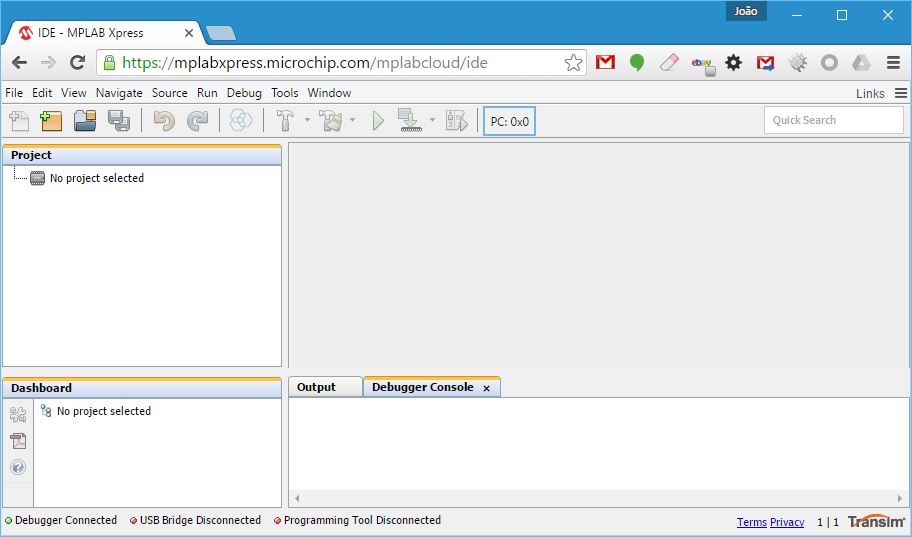 João
IDE - MPLAB Xpress
https://mplabxpress.microchip.com/mplabcloud/ide
ebay
File Edit View Navigate Source Run Debug Tools Window Links
PC: 0x0 Quick Search
Project
No project selected
Dashboard
No project selected
Output Debugger Console
Debugger Connected USB Bridge Disconnected Programming Tool Disconnected Terms Privacy 1 | 1 Transim